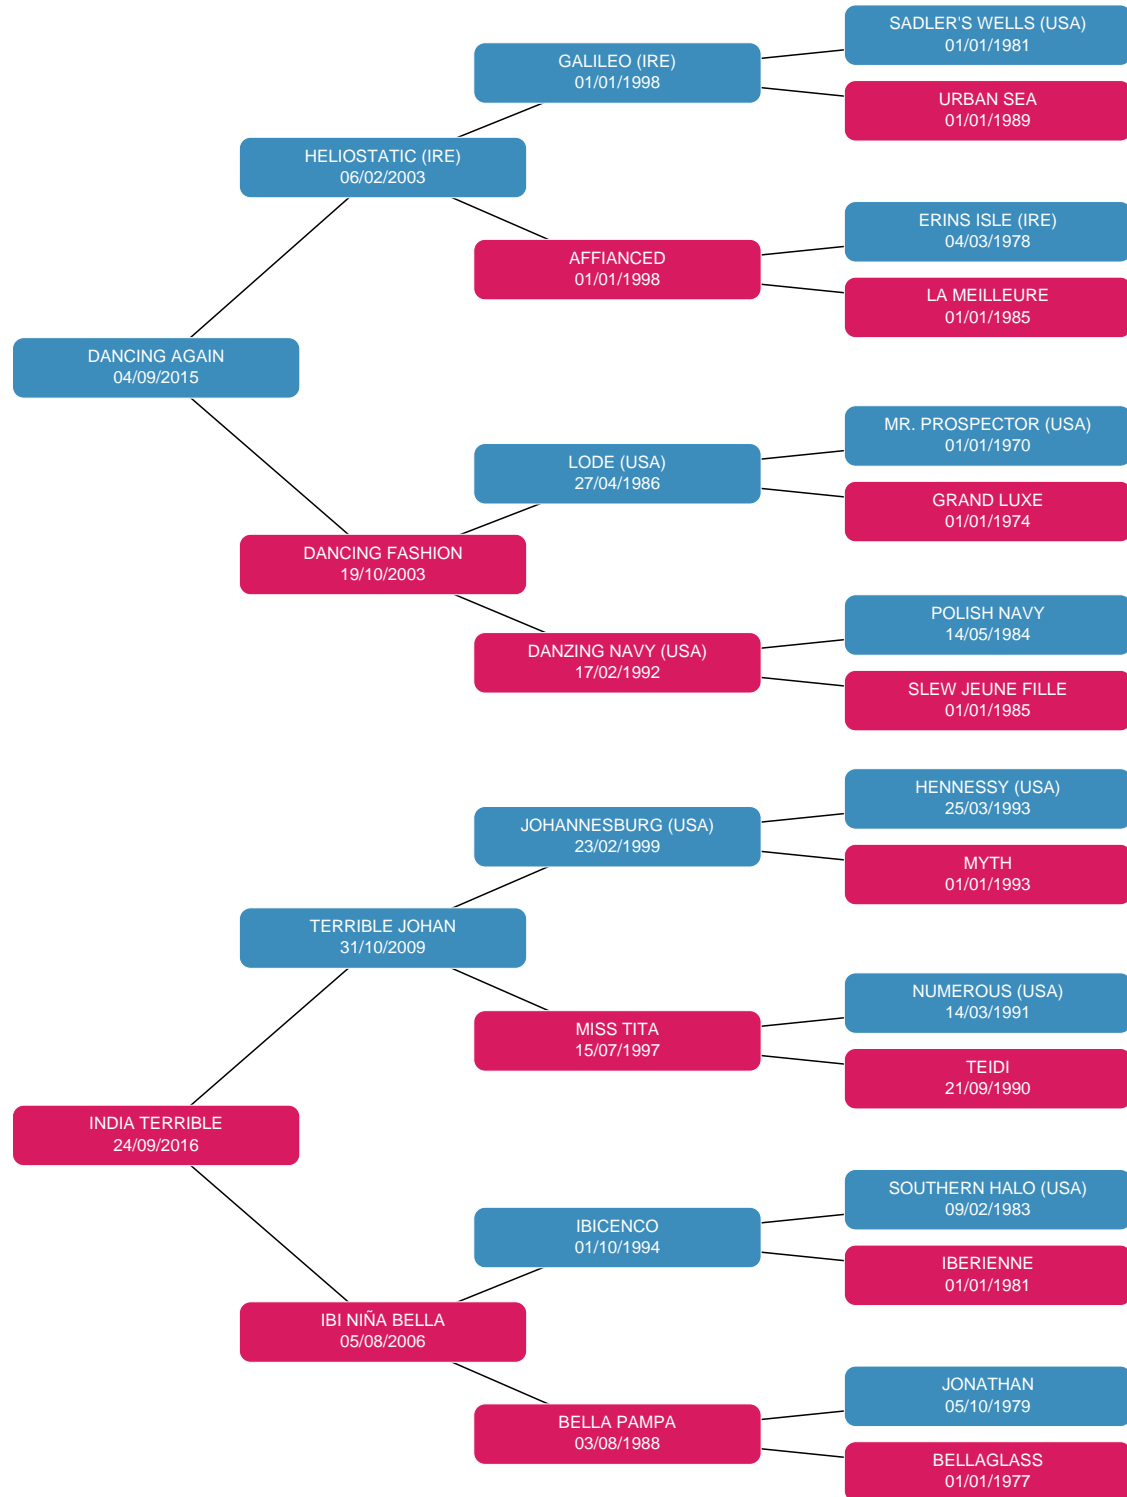 SADLER'S WELLS (USA)
01/01/1981
GALILEO (IRE)
01/01/1998
URBAN SEA
01/01/1989
HELIOSTATIC (IRE)
06/02/2003
ERINS ISLE (IRE)
04/03/1978
AFFIANCED
01/01/1998
LA MEILLEURE
01/01/1985
DANCING AGAIN
04/09/2015
MR. PROSPECTOR (USA)
01/01/1970
LODE (USA)
27/04/1986
GRAND LUXE
01/01/1974
DANCING FASHION
19/10/2003
POLISH NAVY
14/05/1984
DANZING NAVY (USA)
17/02/1992
SLEW JEUNE FILLE
01/01/1985
HENNESSY (USA)
25/03/1993
JOHANNESBURG (USA)
23/02/1999
MYTH
01/01/1993
TERRIBLE JOHAN
31/10/2009
NUMEROUS (USA)
14/03/1991
MISS TITA
15/07/1997
TEIDI
21/09/1990
INDIA TERRIBLE
24/09/2016
SOUTHERN HALO (USA)
09/02/1983
IBICENCO
01/10/1994
IBERIENNE
01/01/1981
IBI NIÑA BELLA
05/08/2006
JONATHAN
05/10/1979
BELLA PAMPA
03/08/1988
BELLAGLASS
01/01/1977